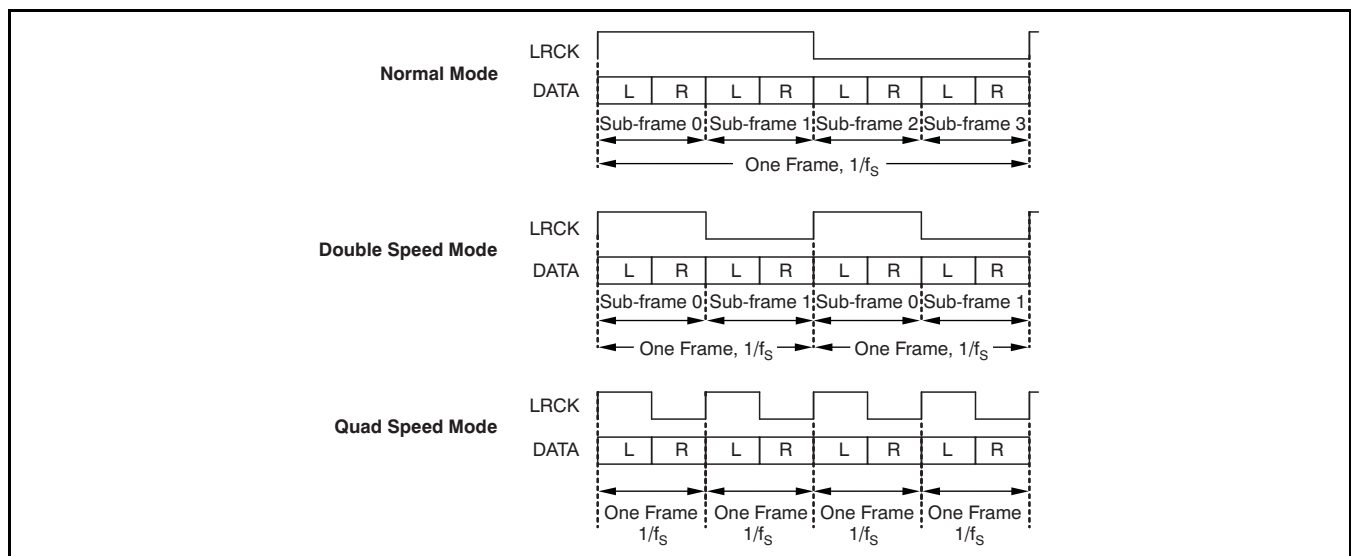 Normal Mode
LRCK
DATA L R L R L R L R
Sub-frame 0 Sub-frame 1 Sub-frame 2 Sub-frame 3
One Frame, 1/fS
Double Speed Mode
LRCK
DATA L R L R L R L R
Sub-frame 0 Sub-frame 1 Sub-frame 0 Sub-frame 1
One Frame, 1/fS One Frame, 1/fS
Quad Speed Mode
LRCK
DATA L R L R L R L R
One Frame One Frame One Frame One Frame
1/fS 1/fS 1/fS 1/fS